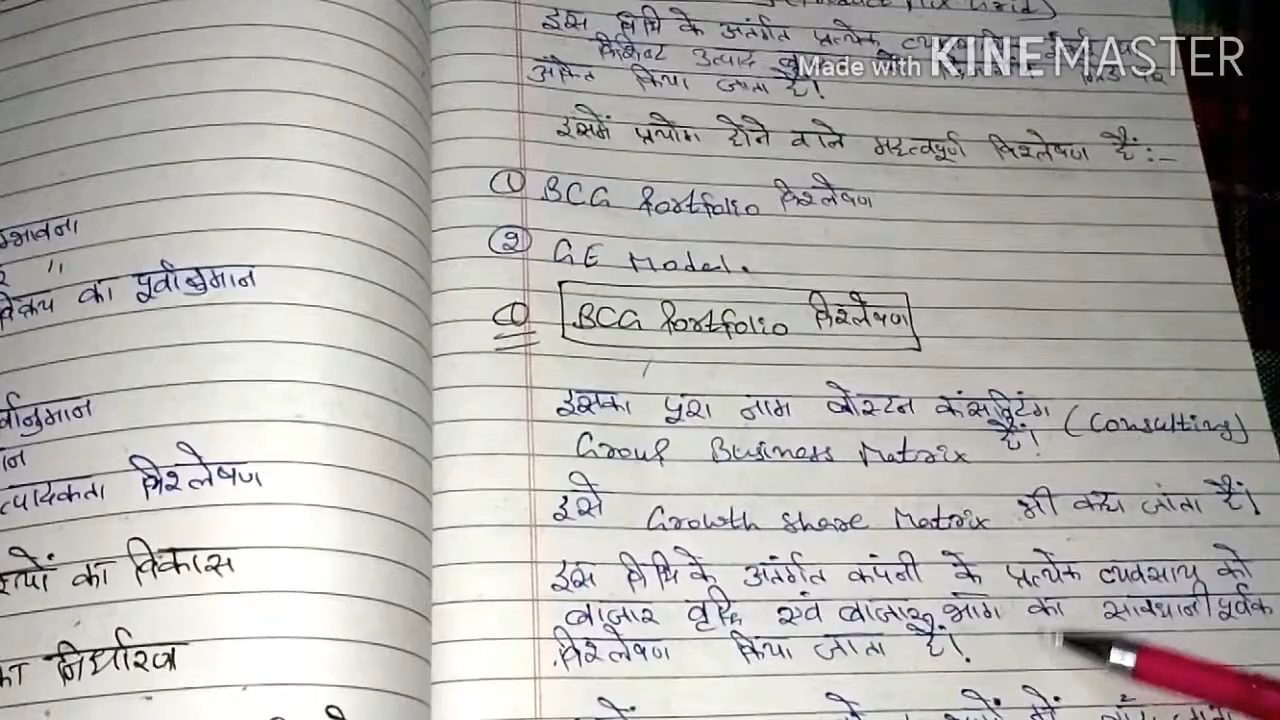 म्भावना
र  "
विक्रय का पूर्वानुमान
र्वानुमान
ान
त्पादकता विश्लेषण
रूपों का विकास
का निर्धारण
इस विधि के अंतर्गत प्रत्येक
विशिष्ट उत्पाद
अंकित किया जाता है।
Made with KINEMASTER
इसमें प्रयोग होने वाले महत्वपूर्ण विश्लेषण हैं:-
① BCG Portfolio विश्लेषण
② GE Model.
① BCG Portfolio विश्लेषण
इसका पूरा नाम बोस्टन कंसल्टिंग (Consulting)
Group Business Matrix है।
इसे Growth Share Matrix भी कहा जाता है।
इस विधि के अंतर्गत कंपनी के प्रत्येक व्यवसाय को
बाजार वृद्धि एवं बाजार भाग का सावधानीपूर्वक
विश्लेषण किया जाता है।